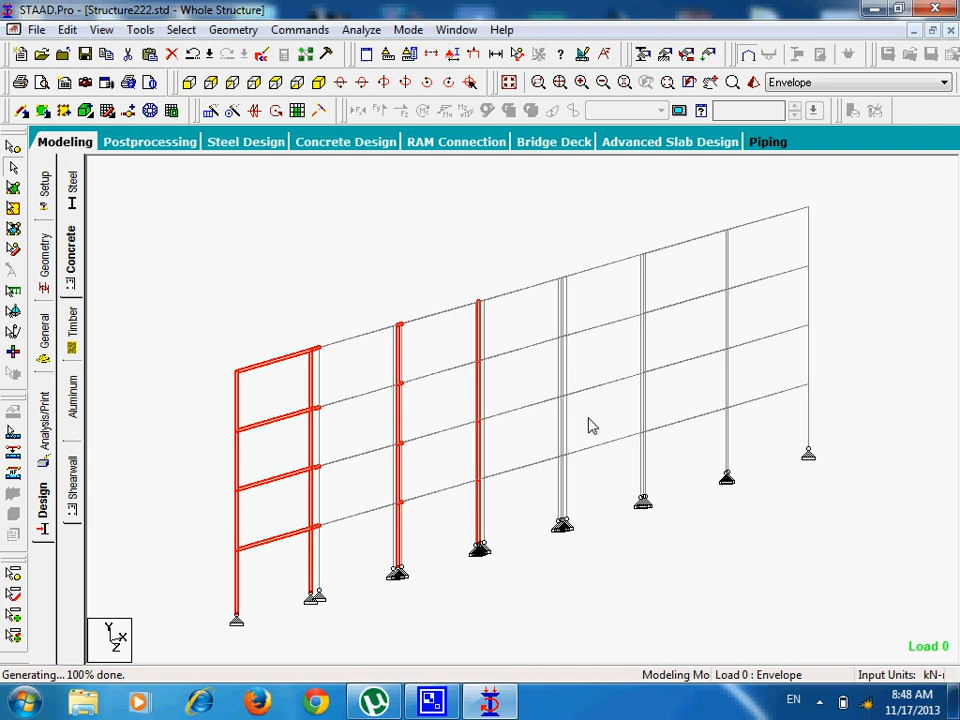 STAAD.Pro - [Structure222.std - Whole Structure]
File Edit View Tools Select Geometry Commands Analyze Mode Window Help
Envelope
Modeling Postprocessing Steel Design Concrete Design RAM Connection Bridge Deck Advanced Slab Design Piping
Setup
Geometry
General
Analysis/Print
Design
Steel
Concrete
Timber
Aluminum
Shearwall
Y
X
Z
Load 0
Generating... 100% done.
Modeling Mo Load 0 : Envelope Input Units: kN-
EN
8:48 AM
11/17/2013